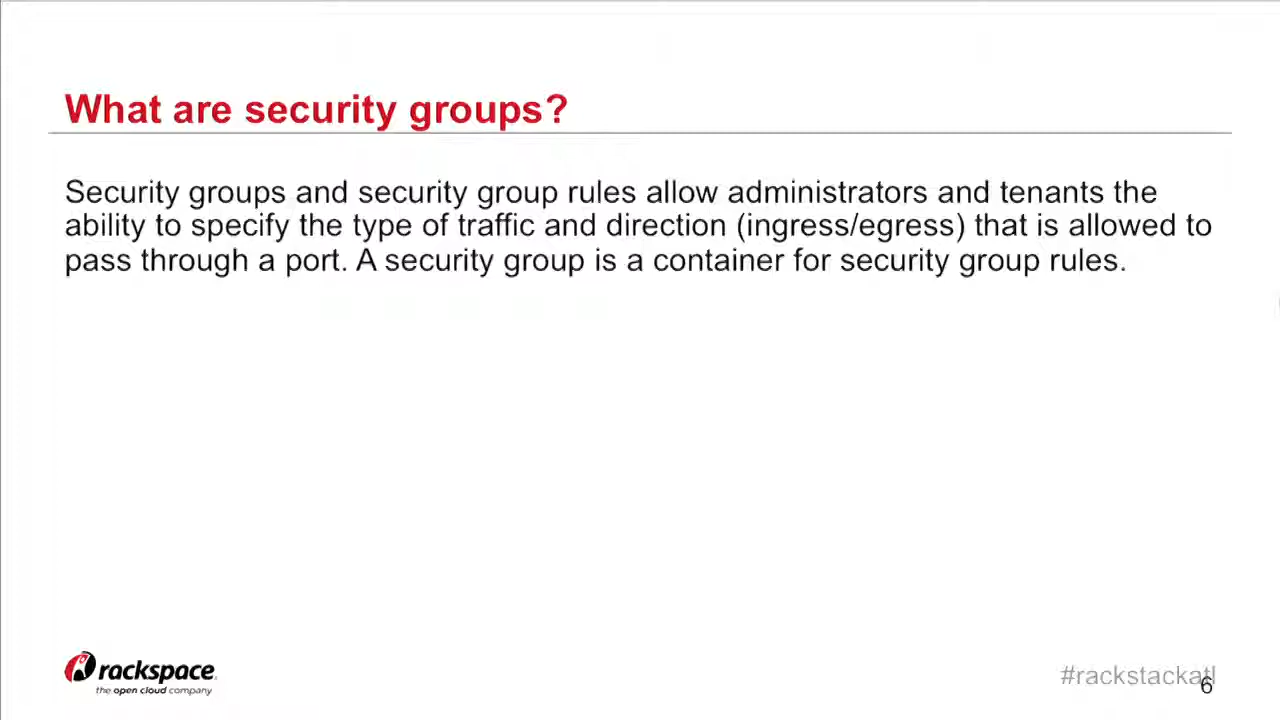 What are security groups?
Security groups and security group rules allow administrators and tenants the
ability to specify the type of traffic and direction (ingress/egress) that is allowed to
pass through a port. A security group is a container for security group rules.
rackspace
the open cloud company
#rackstackatl
6